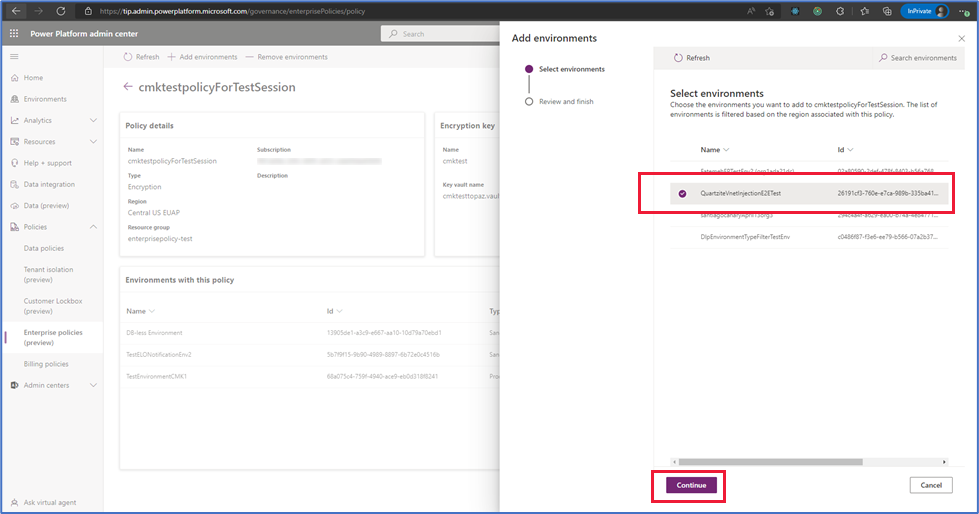 https://tip.admin.powerplatform.microsoft.com/governance/enterprisePolicies/policy
InPrivate
Power Platform admin center
Search
Home
Environments
Analytics
Resources
Help + support
Data integration
Data (preview)
Policies
Data policies
Tenant isolation
(preview)
Customer Lockbox
(preview)
Enterprise policies
(preview)
Billing policies
Admin centers
Ask virtual agent
Refresh
Add environments
Remove environments
cmktestpolicyForTestSession
Policy details
Name
cmktestpolicyForTestSession
Type
Encryption
Region
Central US EUAP
Resource group
enterprisepolicy-test
Subscription
Description
Encryption key
Name
cmktest
Key vault name
cmktesttopaz.vaul
Environments with this policy
Name Id Typ
DB-less Environment 13905de1-a3c9-e667-aa10-10d79a70ebd1 San
TestELONotificationEnv2 5b7f9f15-9b90-4989-8897-6b72a0c4516b San
TestEnvironmentCMK1 68a075c4-759f-4940-ace9-eb0d318f8241 Pro
Add environments
Select environments
Review and finish
Refresh
Search environments
Select environments
Choose the environments you want to add to cmktestpolicyForTestSession. The list of
environments is filtered based on the region associated with this policy.
Name Id
QuartziteVnetInjectionE2ETest 26191cf3-760e-e7ca-989b-335ba41...
DlpEnvironmentTypeFilterTestEnv c0486f87-f3e6-ee79-b566-07a2b37...
Continue
Cancel